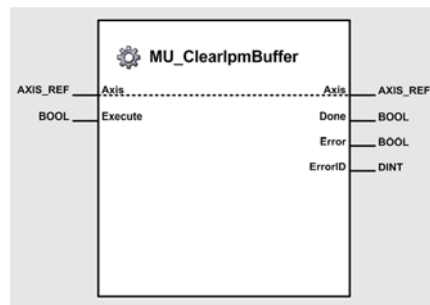 MU_ClearIpmBuffer
AXIS_REF Axis Axis AXIS_REF
BOOL Execute Done BOOL
Error BOOL
ErrorID DINT